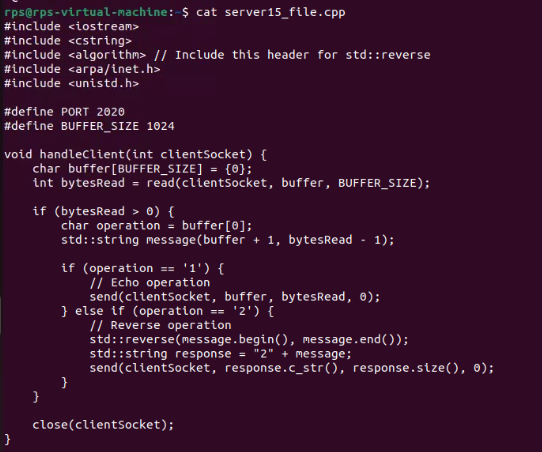 rps@rps-virtual-machine:~$ cat server15_file.cpp
#include <iostream>
#include <cstring>
#include <algorithm> // Include this header for std::reverse
#include <arpa/inet.h>
#include <unistd.h>

#define PORT 2020
#define BUFFER_SIZE 1024

void handleClient(int clientSocket) {
    char buffer[BUFFER_SIZE] = {0};
    int bytesRead = read(clientSocket, buffer, BUFFER_SIZE);

    if (bytesRead > 0) {
        char operation = buffer[0];
        std::string message(buffer + 1, bytesRead - 1);

        if (operation == '1') {
            // Echo operation
            send(clientSocket, buffer, bytesRead, 0);
        } else if (operation == '2') {
            // Reverse operation
            std::reverse(message.begin(), message.end());
            std::string response = "2" + message;
            send(clientSocket, response.c_str(), response.size(), 0);
        }
    }

    close(clientSocket);
}